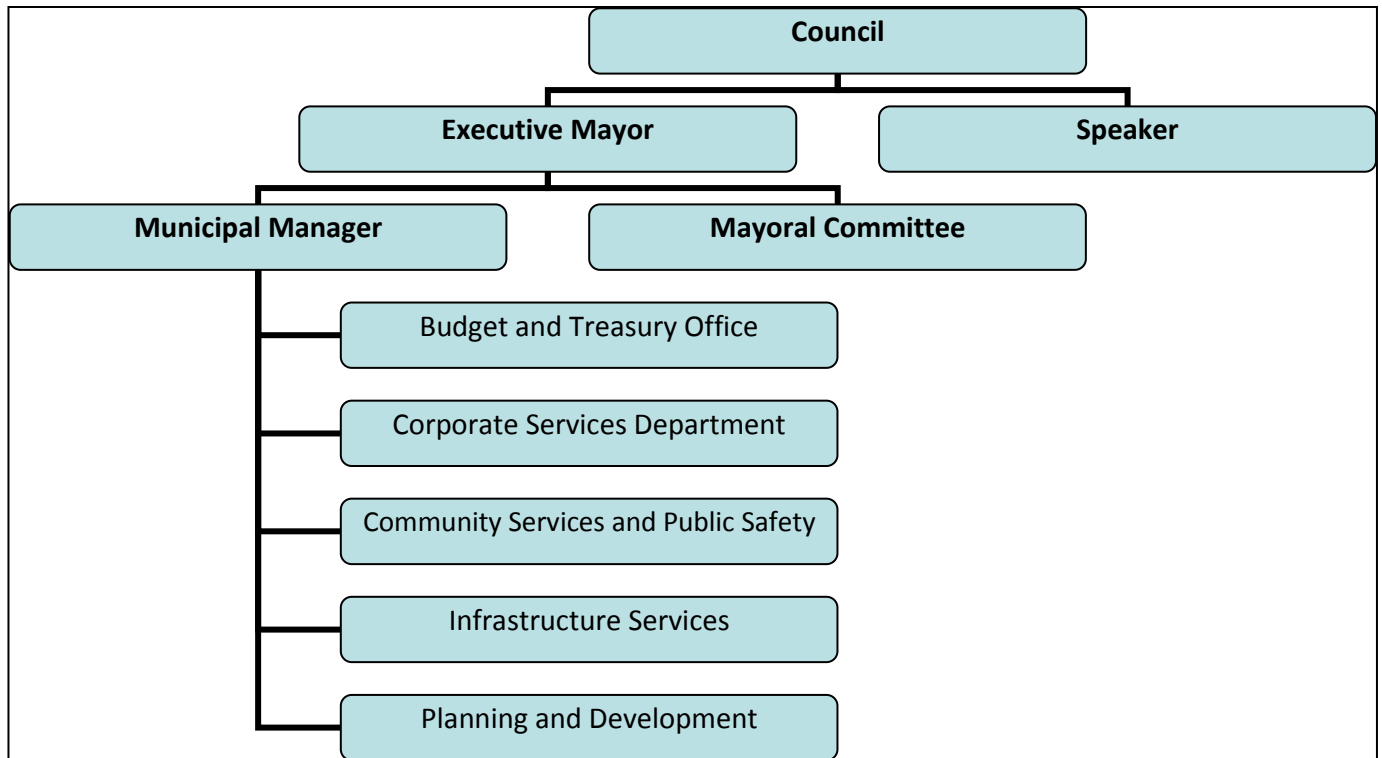 Council
Executive Mayor
Speaker
Municipal Manager
Mayoral Committee
Budget and Treasury Office
Corporate Services Department
Community Services and Public Safety
Infrastructure Services
Planning and Development